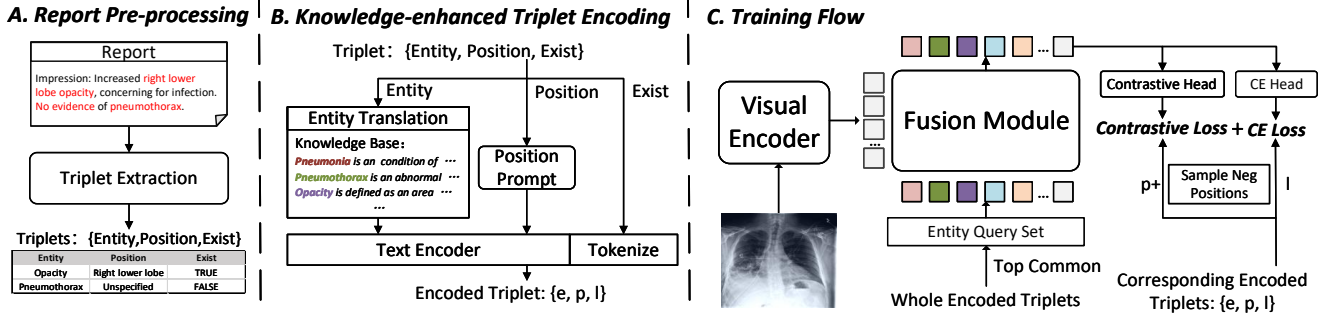 A. Report Pre-processing
Report
Impression: Increased right lower
lobe opacity, concerning for infection.
No evidence of pneumothorax.
Triplet Extraction
Triplets: {Entity,Position,Exist}
Entity Position Exist
Opacity Right lower lobe TRUE
Pneumothorax Unspecified FALSE
B. Knowledge-enhanced Triplet Encoding
Triplet: {Entity, Position, Exist}
Entity
Position
Exist
Entity Translation
Knowledge Base:
Pneumonia is an condition of ...
Pneumothorax is an abnormal ...
Opacity is defined as an area ...
...
Position
Prompt
Text Encoder
Tokenize
Encoded Triplet: {e, p, l}
C. Training Flow
Visual
Encoder
...
...
Fusion Module
...
Entity Query Set
Top Common
Whole Encoded Triplets
Contrastive Head
CE Head
Contrastive Loss + CE Loss
p+
Sample Neg
Positions
l
Corresponding Encoded
Triplets: {e, p, l}